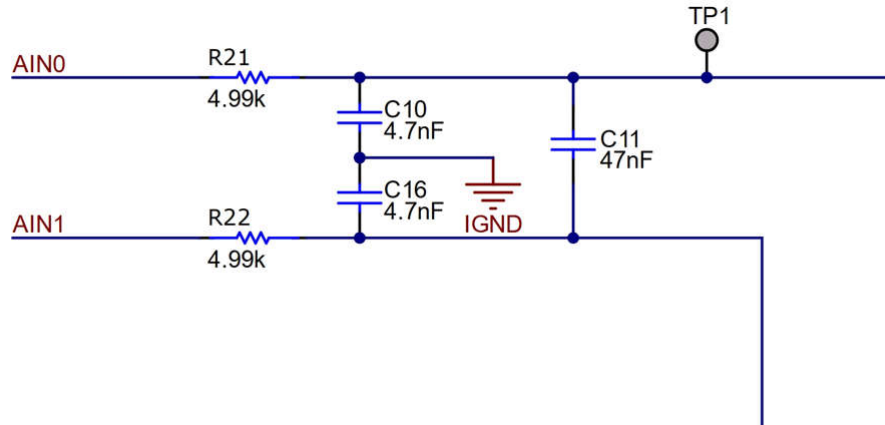 TP1
AIN0
R21
4.99k
C10
4.7nF
C11
47nF
C16
4.7nF
IGND
AIN1
R22
4.99k